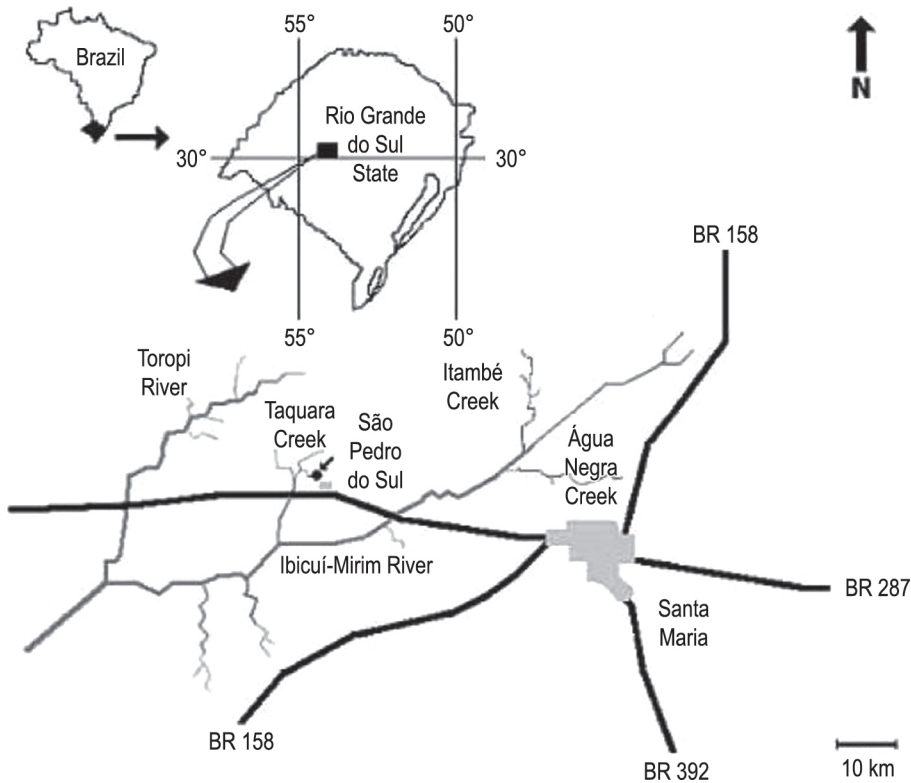 55°
50°
Brazil
N
Rio Grande
do Sul
State
30°
30°
BR 158
55°
50°
Toropi
River
Itambé
Creek
Taquara
Creek
São
Pedro
do Sul
Água
Negra
Creek
Ibicuí-Mirim River
BR 287
Santa
Maria
BR 158
BR 392
10 km